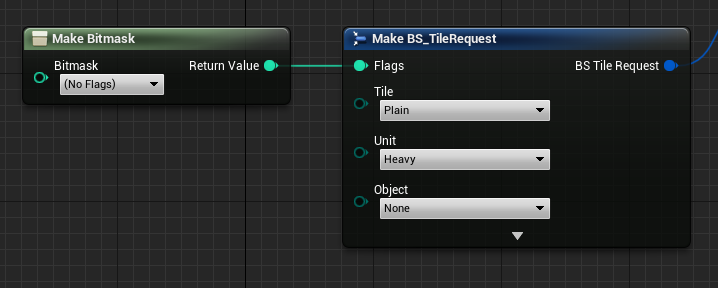 Make Bitmask
Bitmask
Return Value
(No Flags)
Make BS_TileRequest
Flags
BS Tile Request
Tile
Plain
Unit
Heavy
Object
None